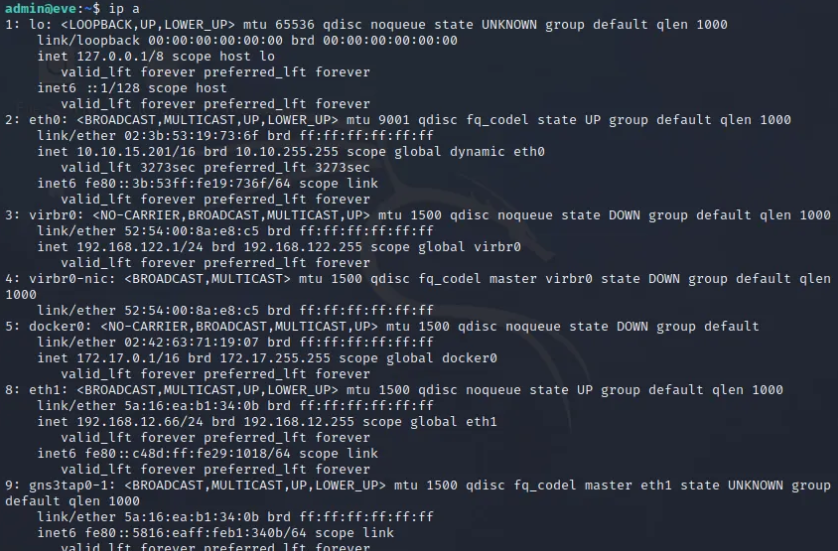 admin@eve:~$ ip a
1: lo: <LOOPBACK,UP,LOWER_UP> mtu 65536 qdisc noqueue state UNKNOWN group default qlen 1000
    link/loopback 00:00:00:00:00:00 brd 00:00:00:00:00:00
    inet 127.0.0.1/8 scope host lo
       valid_lft forever preferred_lft forever
    inet6 ::1/128 scope host
       valid_lft forever preferred_lft forever
2: eth0: <BROADCAST,MULTICAST,UP,LOWER_UP> mtu 9001 qdisc fq_codel state UP group default qlen 1000
    link/ether 02:3b:53:19:73:6f brd ff:ff:ff:ff:ff:ff
    inet 10.10.15.201/16 brd 10.10.255.255 scope global dynamic eth0
       valid_lft 3273sec preferred_lft 3273sec
    inet6 fe80::3b:53ff:fe19:736f/64 scope link
       valid_lft forever preferred_lft forever
3: virbr0: <NO-CARRIER,BROADCAST,MULTICAST,UP> mtu 1500 qdisc noqueue state DOWN group default qlen 1000
    link/ether 52:54:00:8a:e8:c5 brd ff:ff:ff:ff:ff:ff
    inet 192.168.122.1/24 brd 192.168.122.255 scope global virbr0
       valid_lft forever preferred_lft forever
4: virbr0-nic: <BROADCAST,MULTICAST> mtu 1500 qdisc fq_codel master virbr0 state DOWN group default qlen
1000
    link/ether 52:54:00:8a:e8:c5 brd ff:ff:ff:ff:ff:ff
5: docker0: <NO-CARRIER,BROADCAST,MULTICAST,UP> mtu 1500 qdisc noqueue state DOWN group default
    link/ether 02:42:63:71:19:07 brd ff:ff:ff:ff:ff:ff
    inet 172.17.0.1/16 brd 172.17.255.255 scope global docker0
       valid_lft forever preferred_lft forever
8: eth1: <BROADCAST,MULTICAST,UP,LOWER_UP> mtu 1500 qdisc noqueue state UP group default qlen 1000
    link/ether 5a:16:ea:b1:34:0b brd ff:ff:ff:ff:ff:ff
    inet 192.168.12.66/24 brd 192.168.12.255 scope global eth1
       valid_lft forever preferred_lft forever
    inet6 fe80::c48d:ff:fe29:1018/64 scope link
       valid_lft forever preferred_lft forever
9: gns3tap0-1: <BROADCAST,MULTICAST,UP,LOWER_UP> mtu 1500 qdisc fq_codel master eth1 state UNKNOWN group
default qlen 1000
    link/ether 5a:16:ea:b1:34:0b brd ff:ff:ff:ff:ff:ff
    inet6 fe80::5816:eaff:feb1:340b/64 scope link
       valid_lft forever preferred_lft forever